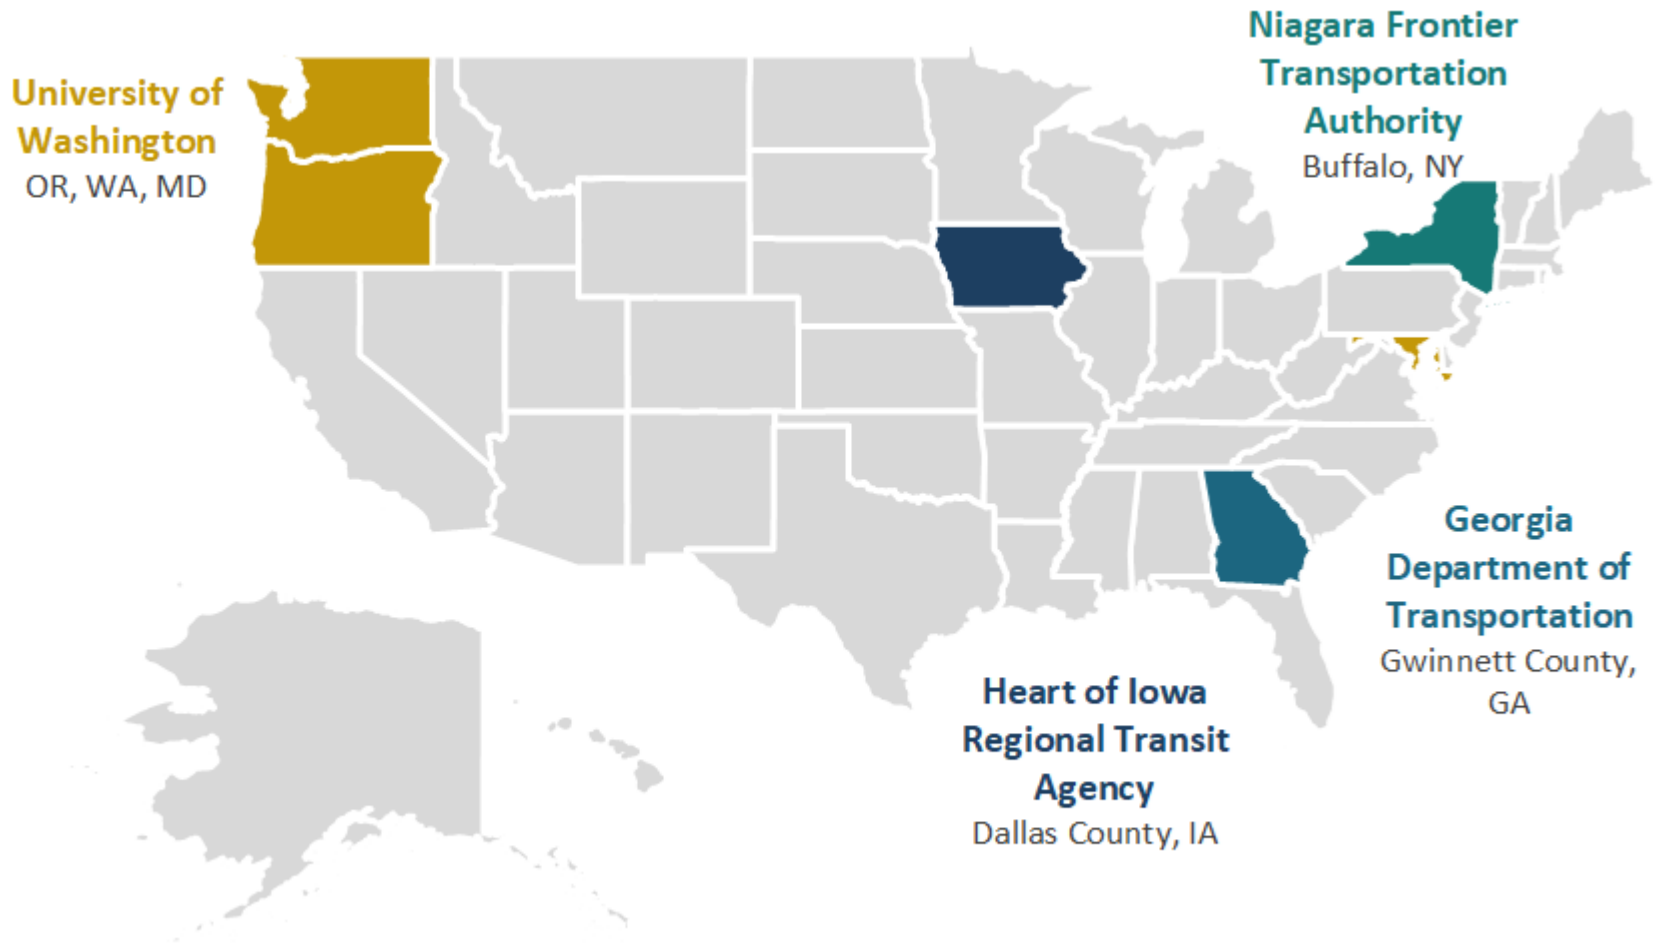 University of
Washington
OR, WA, MD
Niagara Frontier
Transportation
Authority
Buffalo, NY
Georgia
Department of
Transportation
Gwinnett County,
GA
Heart of Iowa
Regional Transit
Agency
Dallas County, IA